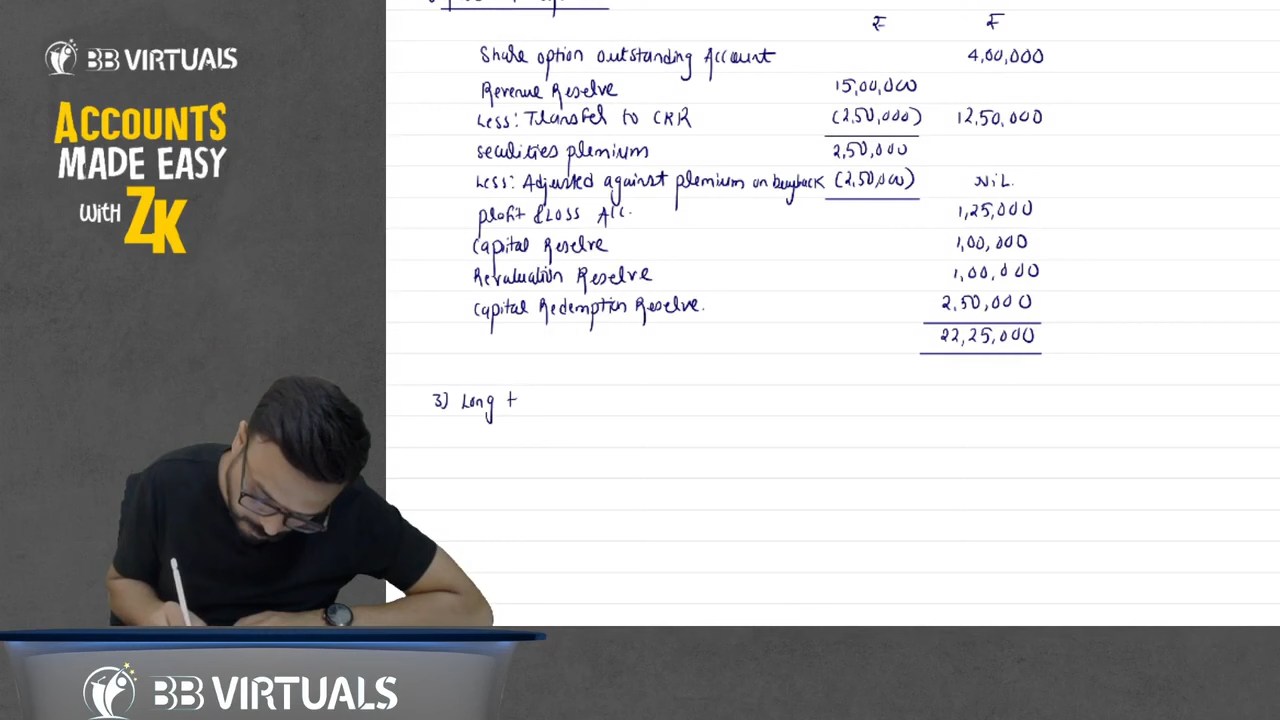 BB VIRTUALS
ACCOUNTS
MADE EASY
WITH ZK
₹ ₹
Share option outstanding Account 4,00,000
Revenue Reserve 15,00,000
Less: Transfer to CRR (2,50,000) 12,50,000
securities premium 2,50,000
Less: Adjusted against premium on buyback (2,50,000) NiL.
profit & Loss A/c. 1,25,000
Capital Reserve 1,00,000
Revaluation Reserve 1,00,000
Capital Redemption Reserve. 2,50,000
22,25,000
3) Long t
BB VIRTUALS